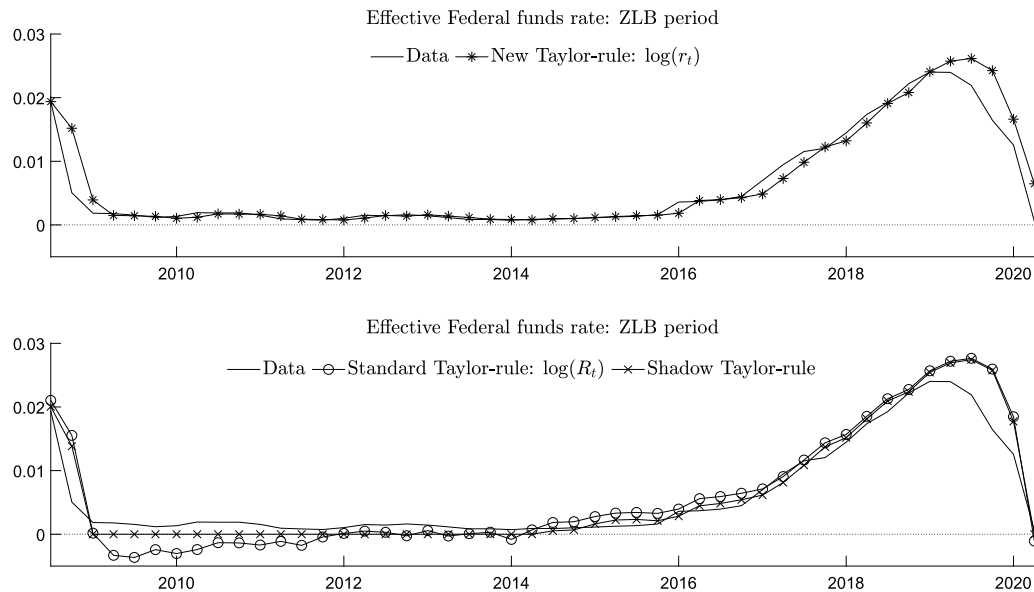 Effective Federal funds rate: ZLB period
Data New Taylor-rule: log(r_t)
0.03
0.02
0.01
0
2010 2012 2014 2016 2018 2020
Effective Federal funds rate: ZLB period
Data Standard Taylor-rule: log(R_t) Shadow Taylor-rule
0.03
0.02
0.01
0
2010 2012 2014 2016 2018 2020